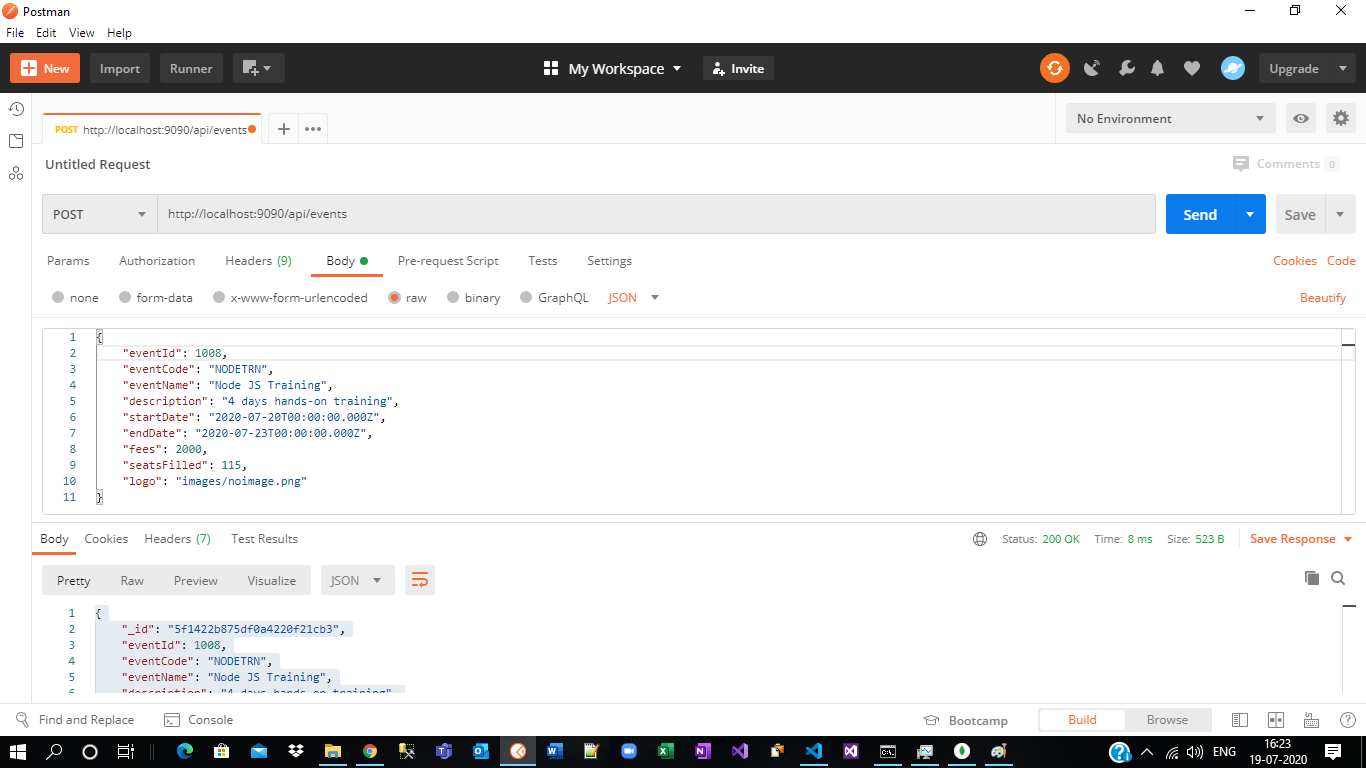 Postman
File Edit View Help
New Import Runner My Workspace Invite Upgrade
POST http://localhost:9090/api/events No Environment
Untitled Request Comments 0
POST http://localhost:9090/api/events Send Save
Params Authorization Headers (9) Body Pre-request Script Tests Settings Cookies Code
none form-data x-www-form-urlencoded raw binary GraphQL JSON Beautify
1 {
2 "eventId": 1008,
3 "eventCode": "NODETRN",
4 "eventName": "Node JS Training",
5 "description": "4 days hands-on training",
6 "startDate": "2020-07-20T00:00:00.000Z",
7 "endDate": "2020-07-23T00:00:00.000Z",
8 "fees": 2000,
9 "seatsFilled": 115,
10 "logo": "images/noimage.png"
11 }
Body Cookies Headers (7) Test Results Status: 200 OK Time: 8 ms Size: 523 B Save Response
Pretty Raw Preview Visualize JSON
1 {
2 "_id": "5f1422b875df0a4220f21cb3",
3 "eventId": 1008,
4 "eventCode": "NODETRN",
5 "eventName": "Node JS Training",
6 "description": "4 days hands-on training",
Find and Replace Console Bootcamp Build Browse
ENG 16:23
19-07-2020